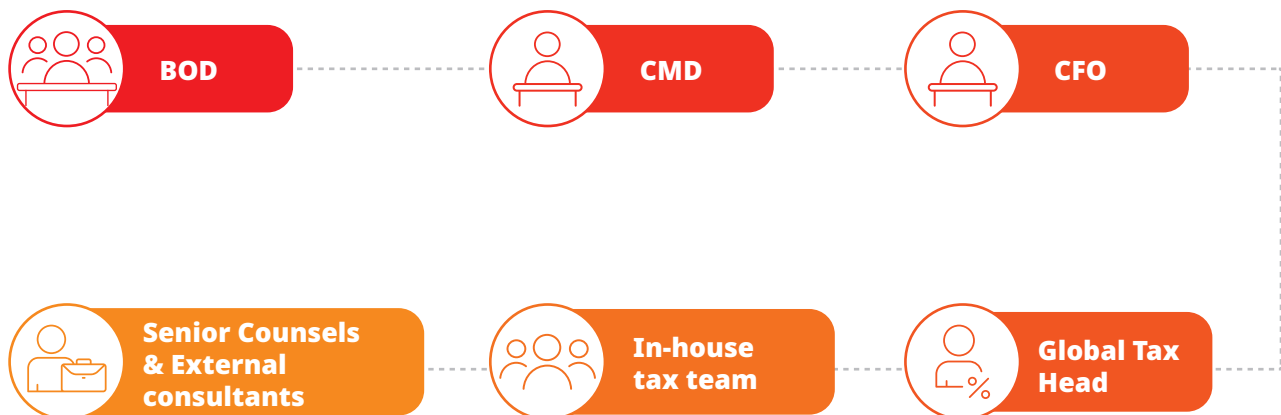 BOD
CMD
CFO
Senior Counsels
& External
consultants
In-house
tax team
Global Tax
Head